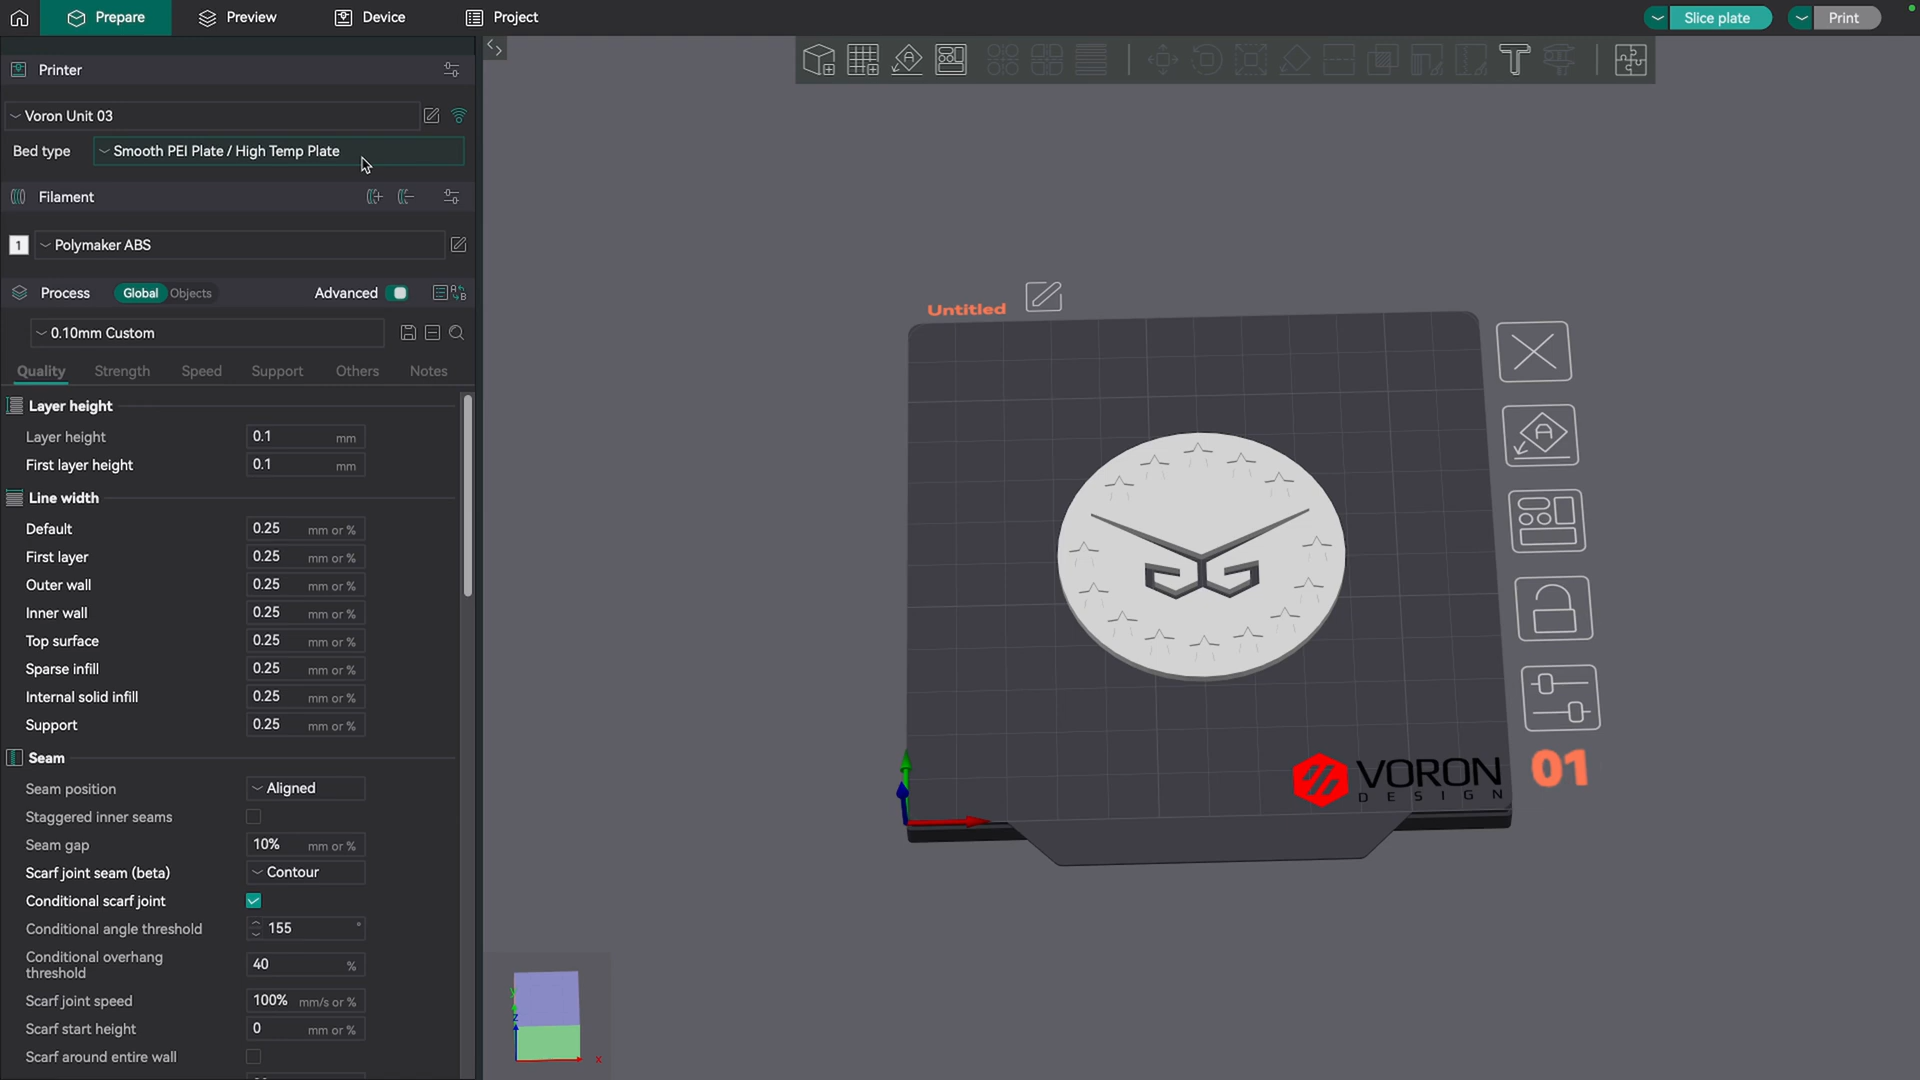 Prepare
Preview
Device
Project
Slice plate
Print
Printer
Voron Unit 03
Bed type
Smooth PEI Plate / High Temp Plate
Filament
1
Polymaker ABS
Process
Global
Objects
Advanced
0.10mm Custom
Quality
Strength
Speed
Support
Others
Notes
Layer height
Layer height 0.1 mm
First layer height 0.1 mm
Line width
Default 0.25 mm or %
First layer 0.25 mm or %
Outer wall 0.25 mm or %
Inner wall 0.25 mm or %
Top surface 0.25 mm or %
Sparse infill 0.25 mm or %
Internal solid infill 0.25 mm or %
Support 0.25 mm or %
Seam
Seam position Aligned
Staggered inner seams
Seam gap 10% mm or %
Scarf joint seam (beta) Contour
Conditional scarf joint
Conditional angle threshold 155 °
Conditional overhang
threshold 40 %
Scarf joint speed 100% mm/s or %
Scarf start height 0 mm or %
Scarf around entire wall
Untitled
VORON
DESIGN
01
y
z
x